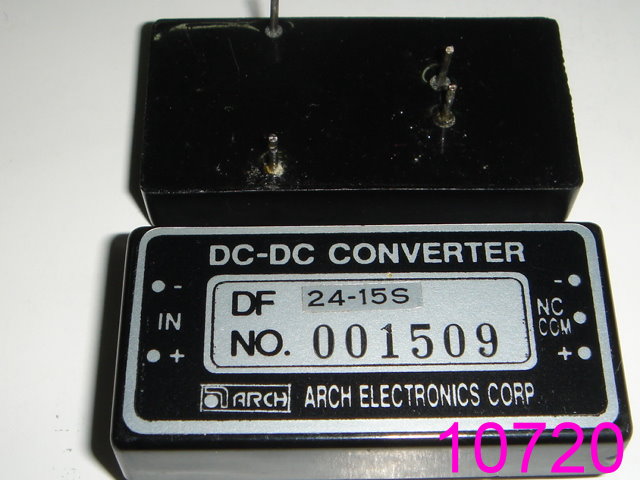 DC-DC CONVERTER
DF 24-15S
NO. 001509
- IN +
- NC COM +
ARCH ARCH ELECTRONICS CORP
10720